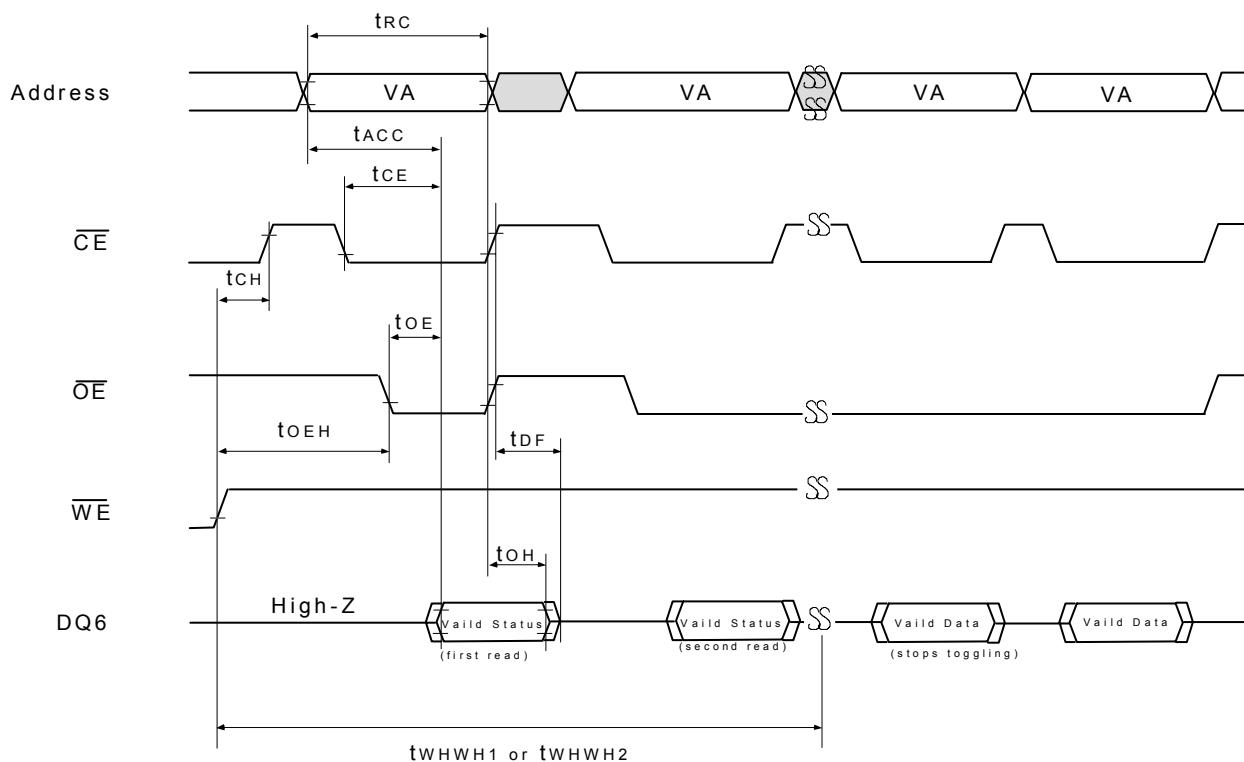 tRC
Address
VA
VA
VA
VA
tACC
tCE
CE
tCH
tOE
OE
tOEH
tDF
WE
tOH
High-Z
DQ6
Vaild Status
Vaild Status
Vaild Data
Vaild Data
(first read)
(second read)
(stops toggling)
tWHWH1 or tWHWH2